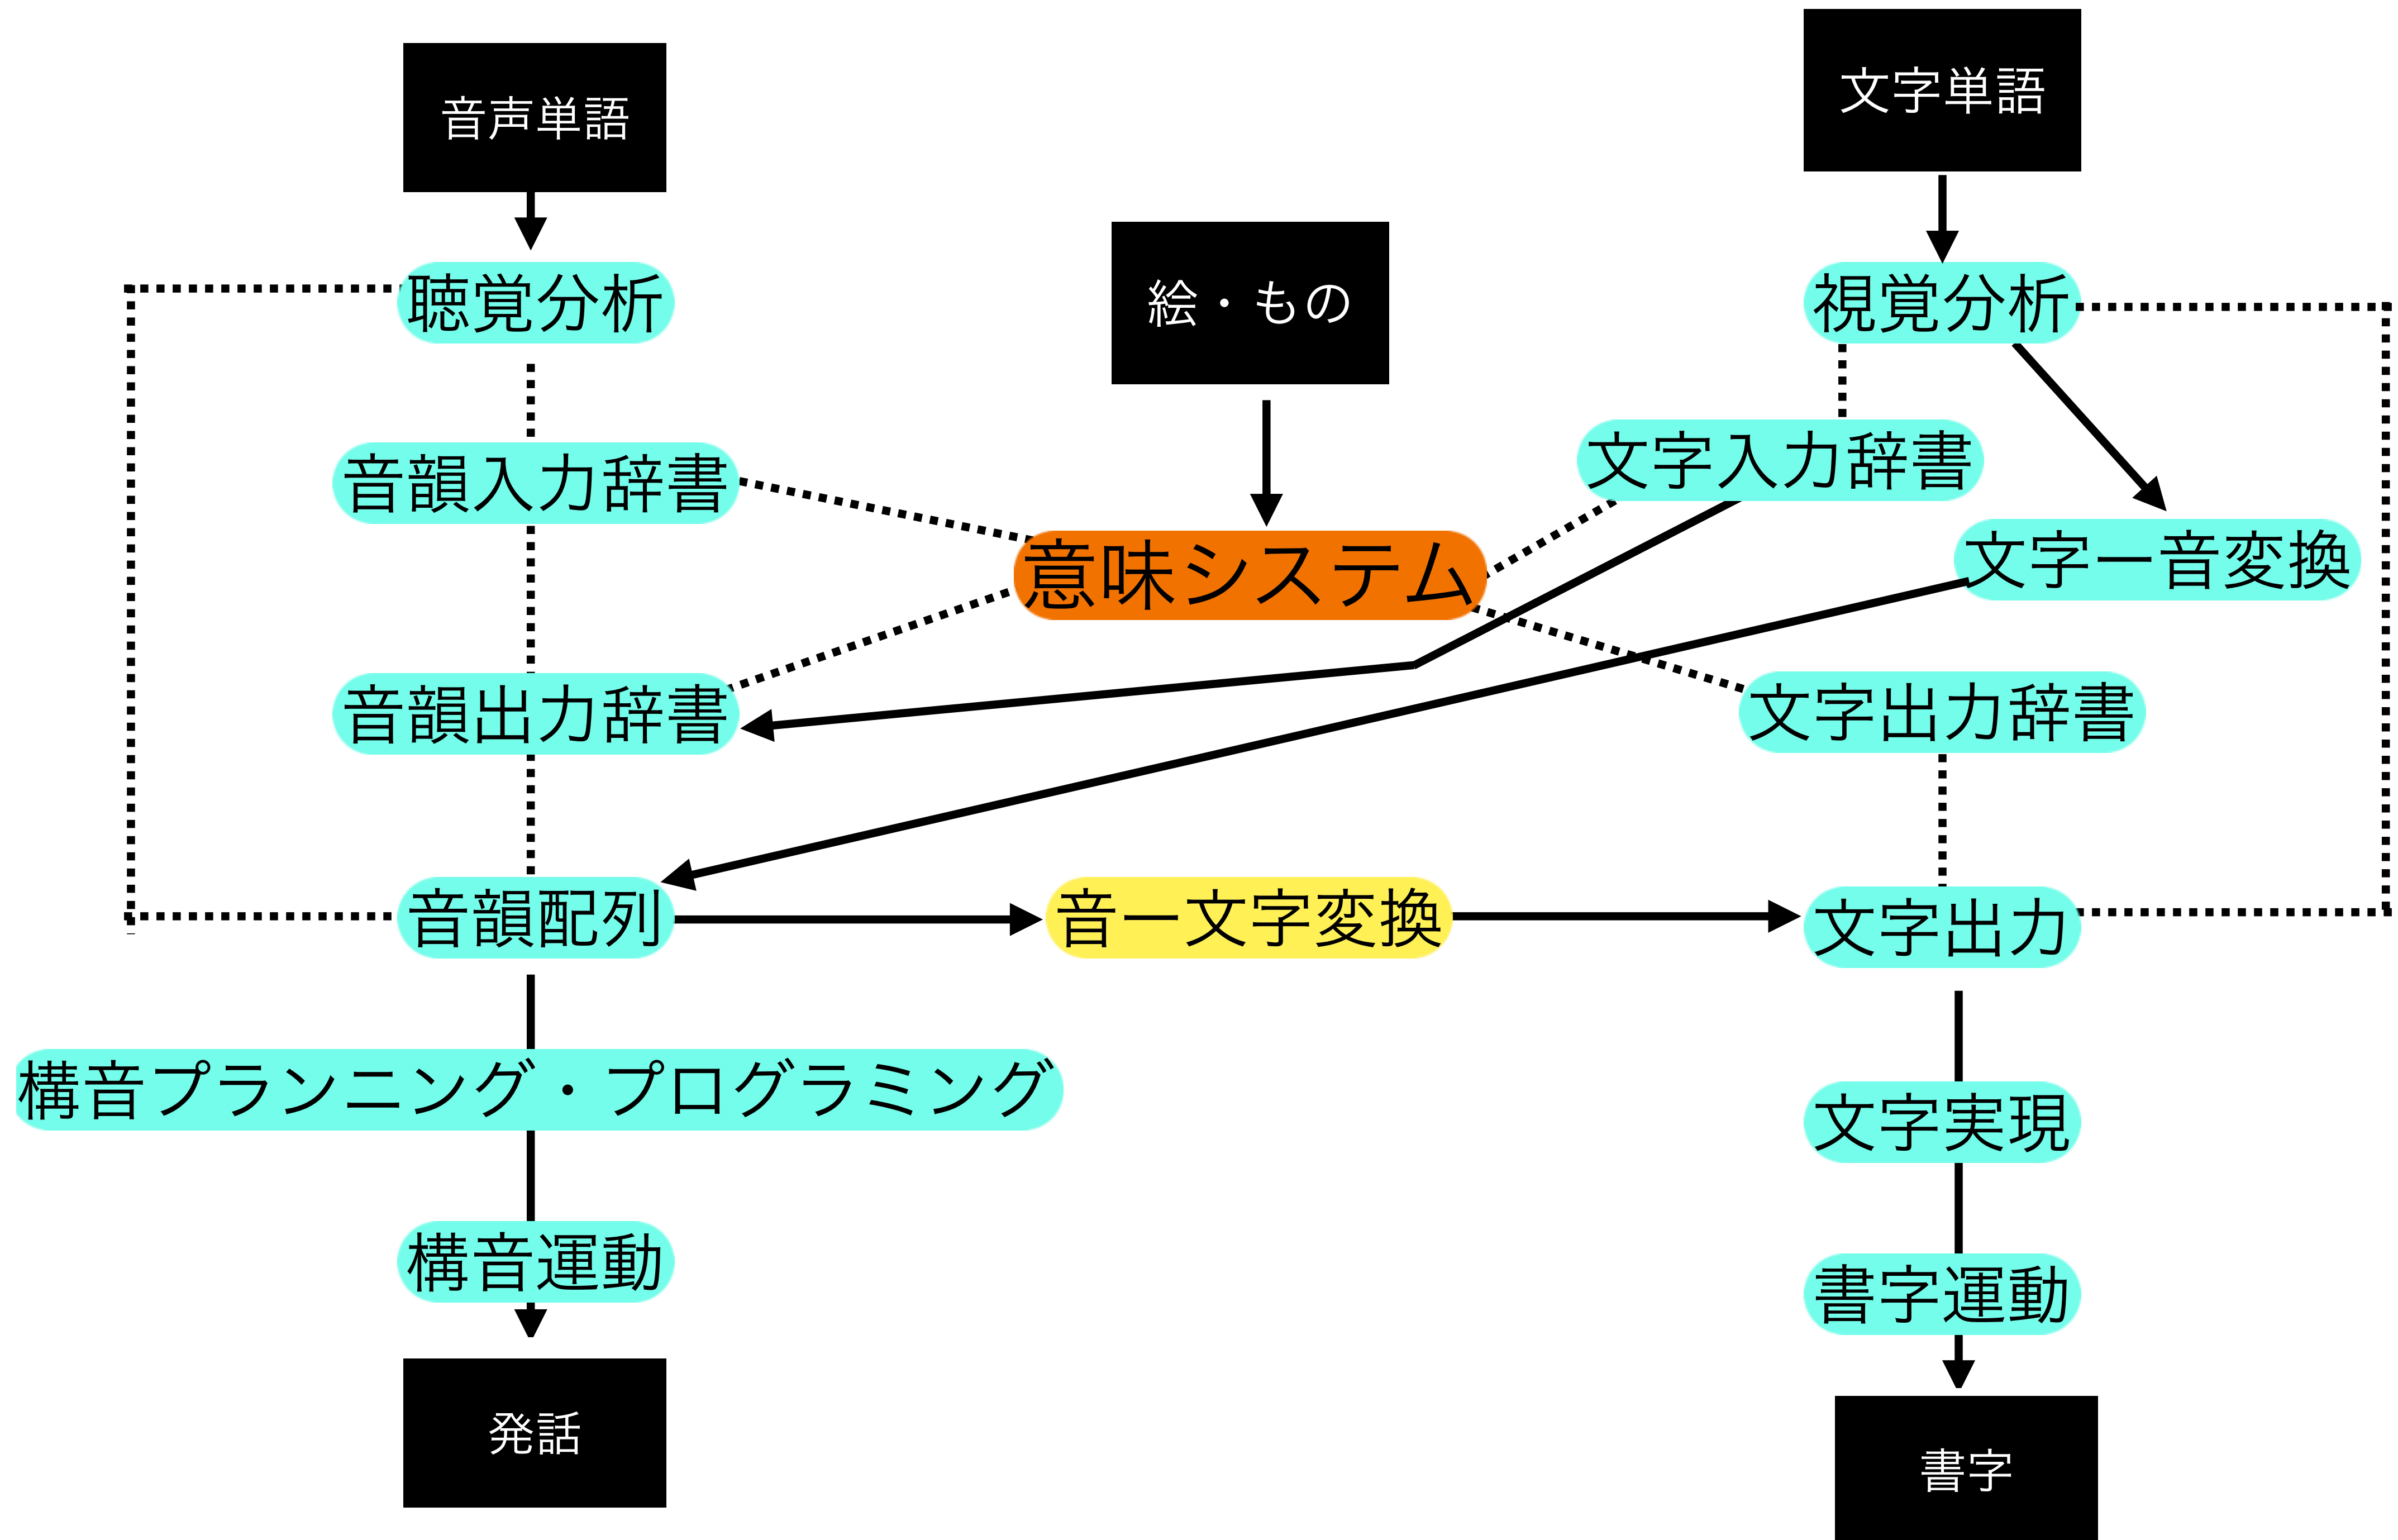 音声単語
文字単語
絵・もの
聴覚分析
視覚分析
音韻入力辞書
文字入力辞書
意味システム
文字一音変換
音韻出力辞書
文字出力辞書
音韻配列
音一文字変換
文字出力
構音プランニング・プログラミング
文字実現
構音運動
書字運動
発話
書字